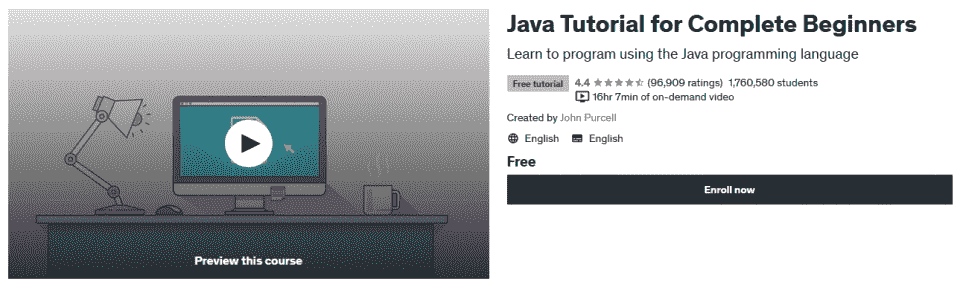 Java Tutorial for Complete Beginners
Learn to program using the Java programming language
Free tutorial 4.4 (96,909 ratings) 1,760,580 students
16hr 7min of on-demand video
Created by John Purcell
English English
Free
Enroll now
Preview this course